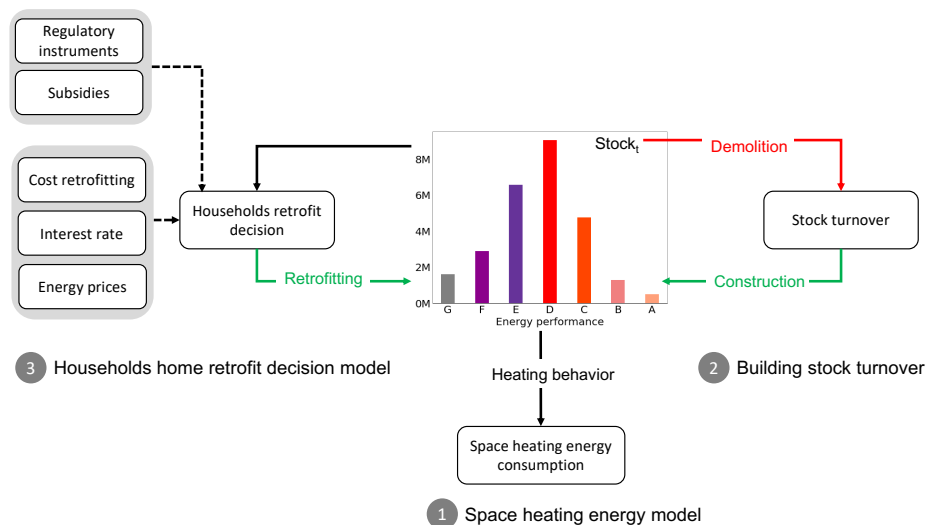 Regulatory
instruments
Subsidies
Cost retrofitting
Interest rate
Energy prices
Households retrofit
decision
Retrofitting
Stock_t
8M
6M
4M
2M
0M
G F E D C B A
Energy performance
Demolition
Stock turnover
Construction
3 Households home retrofit decision model
2 Building stock turnover
Heating behavior
Space heating energy
consumption
1 Space heating energy model